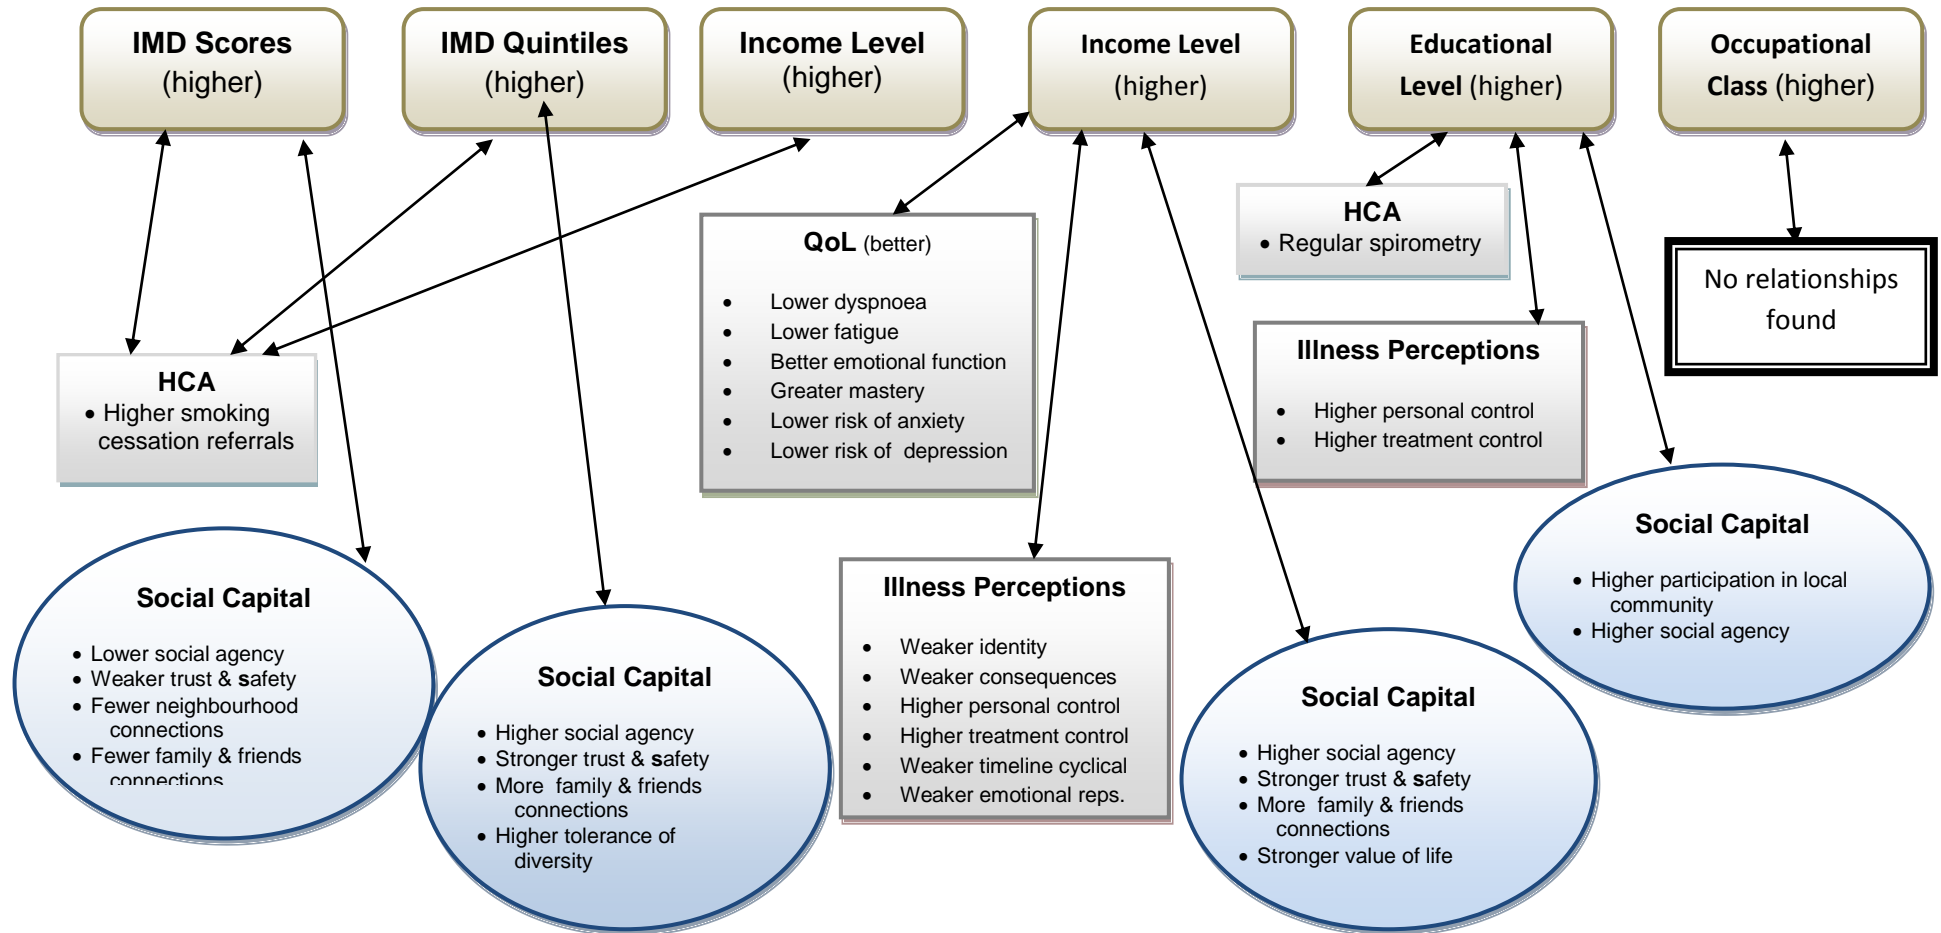 IMD Scores
(higher)
IMD Quintiles
(higher)
Income Level
(higher)
Income Level
(higher)
Educational
Level (higher)
Occupational
Class (higher)
HCA
• Higher smoking
cessation referrals
QoL (better)
• Lower dyspnoea
• Lower fatigue
• Better emotional function
• Greater mastery
• Lower risk of anxiety
• Lower risk of depression
HCA
• Regular spirometry
Illness Perceptions
• Higher personal control
• Higher treatment control
No relationships
found
Social Capital
• Lower social agency
• Weaker trust & safety
• Fewer neighbourhood
connections
• Fewer family & friends
connections
Social Capital
• Higher social agency
• Stronger trust & safety
• More family & friends
connections
• Higher tolerance of
diversity
Illness Perceptions
• Weaker identity
• Weaker consequences
• Higher personal control
• Higher treatment control
• Weaker timeline cyclical
• Weaker emotional reps.
Social Capital
• Higher social agency
• Stronger trust & safety
• More family & friends
connections
• Stronger value of life
Social Capital
• Higher participation in local
community
• Higher social agency